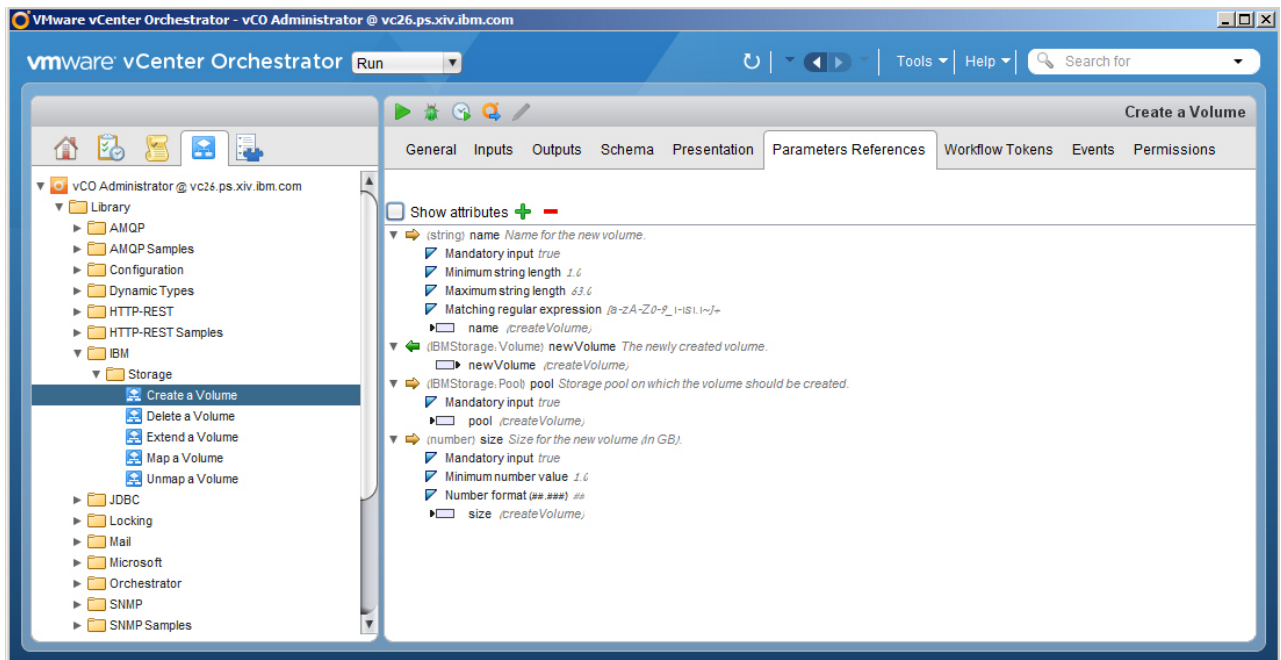 VMware vCenter Orchestrator - vCO Administrator @ vc26.ps.xiv.ibm.com
vmware vCenter Orchestrator Run
Tools Help Search for
Create a Volume
General Inputs Outputs Schema Presentation Parameters References Workflow Tokens Events Permissions
vCO Administrator @ vc26.ps.xiv.ibm.com
Library
AMQP
AMQP Samples
Configuration
Dynamic Types
HTTP-REST
HTTP-REST Samples
IBM
Storage
Create a Volume
Delete a Volume
Extend a Volume
Map a Volume
Unmap a Volume
JDBC
Locking
Mail
Microsoft
Orchestrator
SNMP
SNMP Samples
Show attributes
(string) name Name for the new volume.
Mandatory input true
Minimum string length 1.0
Maximum string length 63.0
Matching regular expression
name (createVolume)
(IBMStorage:Volume) newVolume The newly created volume.
newVolume (createVolume)
(IBMStorage:Pool) pool Storage pool on which the volume should be created.
Mandatory input true
pool (createVolume)
(number) size Size for the new volume (in GB).
Mandatory input true
Minimum number value 1.0
Number format (##.###) ##
size (createVolume)